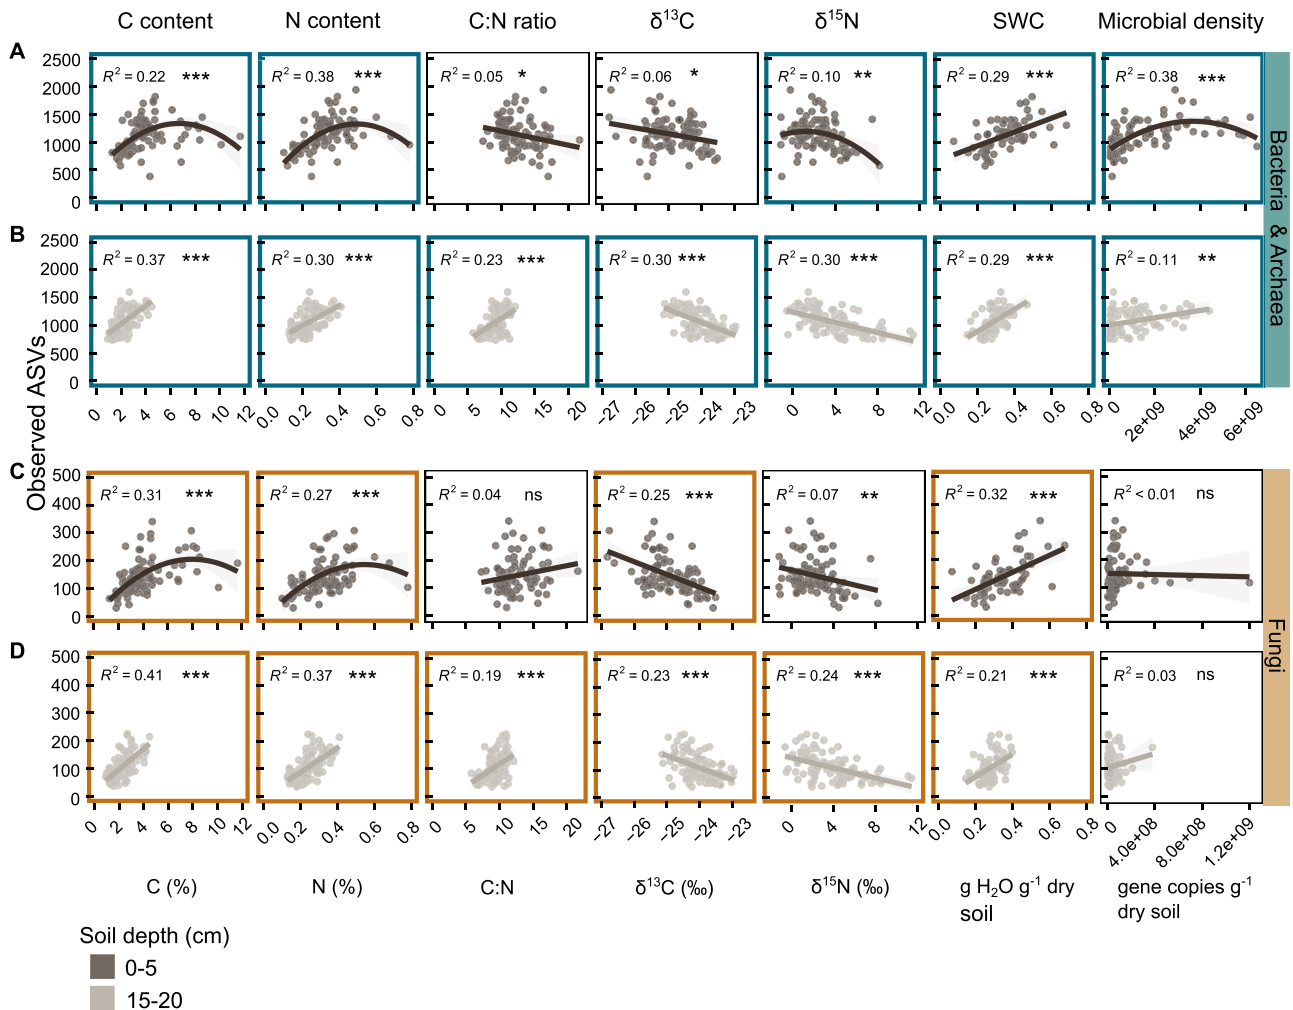 C content N content C:N ratio δ¹³C δ¹⁵N SWC Microbial density
A
2500
2000
1500
1000
500
0
R² = 0.22 ***
R² = 0.38 ***
R² = 0.05 *
R² = 0.06 *
R² = 0.10 **
R² = 0.29 ***
R² = 0.38 ***
B
2500
2000
1500
1000
500
0
R² = 0.37 ***
R² = 0.30 ***
R² = 0.23 ***
R² = 0.30 ***
R² = 0.30 ***
R² = 0.29 ***
R² = 0.11 **
Bacteria & Archaea
0 2 4 6 8 10 12
0.0 0.2 0.4 0.6 0.8
0 5 10 15 20
−27 −26 −25 −24 −23
0 4 8 12
0.0 0.2 0.4 0.6 0.8
0 2e+09 4e+09 6e+09
Observed ASVs
C
500
400
300
200
100
0
R² = 0.31 ***
R² = 0.27 ***
R² = 0.04 ns
R² = 0.25 ***
R² = 0.07 **
R² = 0.32 ***
R² < 0.01 ns
D
500
400
300
200
100
0
R² = 0.41 ***
R² = 0.37 ***
R² = 0.19 ***
R² = 0.23 ***
R² = 0.24 ***
R² = 0.21 ***
R² = 0.03 ns
Fungi
0 2 4 6 8 10 12
0.0 0.2 0.4 0.6 0.8
0 5 10 15 20
−27 −26 −25 −24 −23
0 4 8 12
0.0 0.2 0.4 0.6 0.8
0 4.0e+08 8.0e+08 1.2e+09
C (%)
N (%)
C:N
δ¹³C (‰)
δ¹⁵N (‰)
g H₂O g⁻¹ dry
soil
gene copies g⁻¹
dry soil
Soil depth (cm)
0-5
15-20